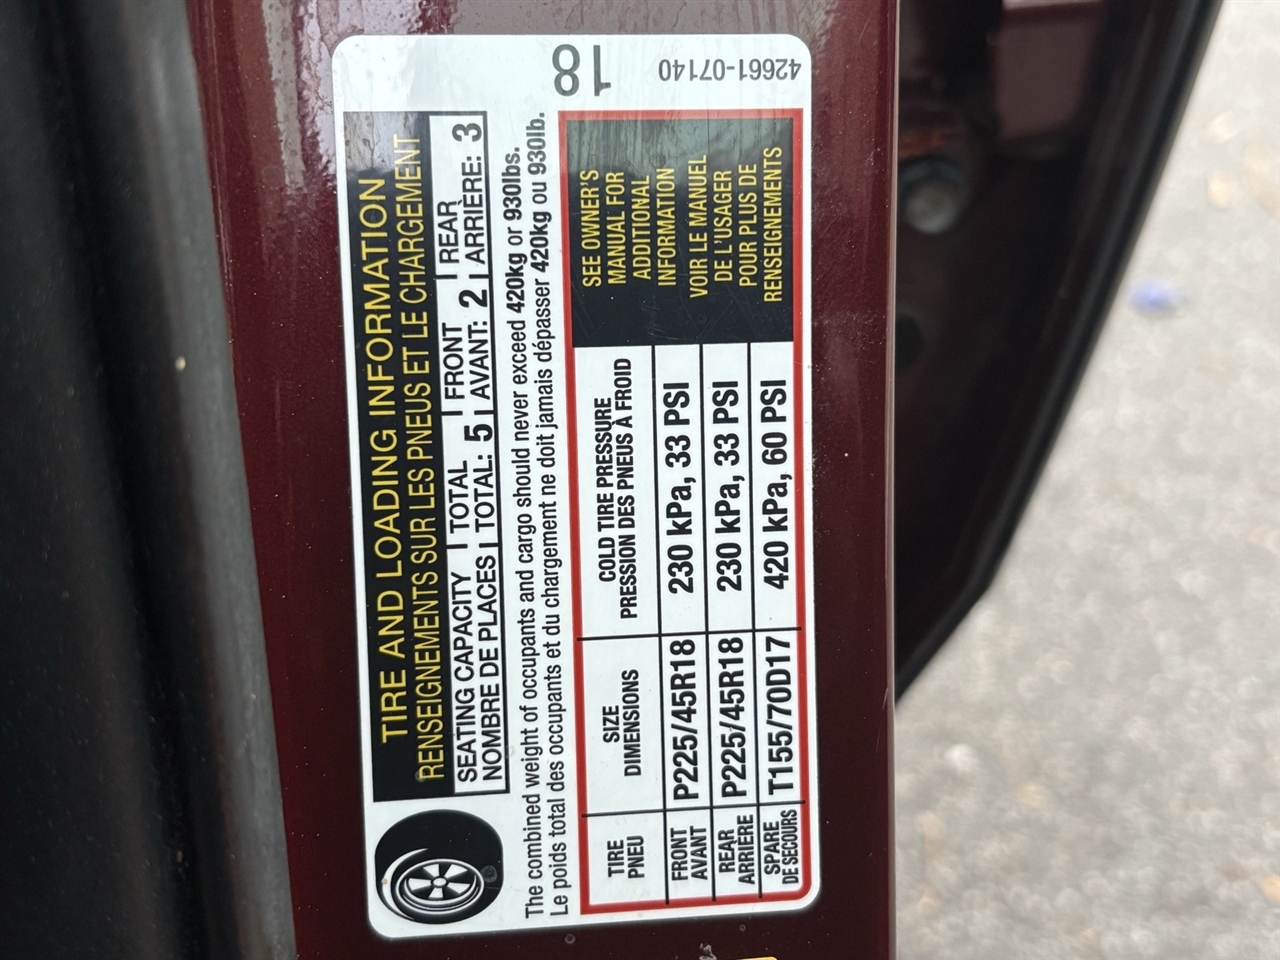 TIRE AND LOADING INFORMATION
RENSEIGNEMENTS SUR LES PNEUS ET LE CHARGEMENT
SEATING CAPACITY | TOTAL | FRONT | REAR
NOMBRE DE PLACES | TOTAL: 5 | AVANT: 2 | ARRIÈRE: 3
The combined weight of occupants and cargo should never exceed 420kg or 930lbs.
Le poids total des occupants et du chargement ne doit jamais dépasser 420kg ou 930lb.
TIRE
PNEU
SIZE
DIMENSIONS
COLD TIRE PRESSURE
PRESSION DES PNEUS À FROID
FRONT
AVANT
P225/45R18
230 kPa, 33 PSI
REAR
ARRIÈRE
P225/45R18
230 kPa, 33 PSI
SPARE
DE SECOURS
T155/70D17
420 kPa, 60 PSI
SEE OWNER'S
MANUAL FOR
ADDITIONAL
INFORMATION
VOIR LE MANUEL
DE L'USAGER
POUR PLUS DE
RENSEIGNEMENTS
18
42661-07140